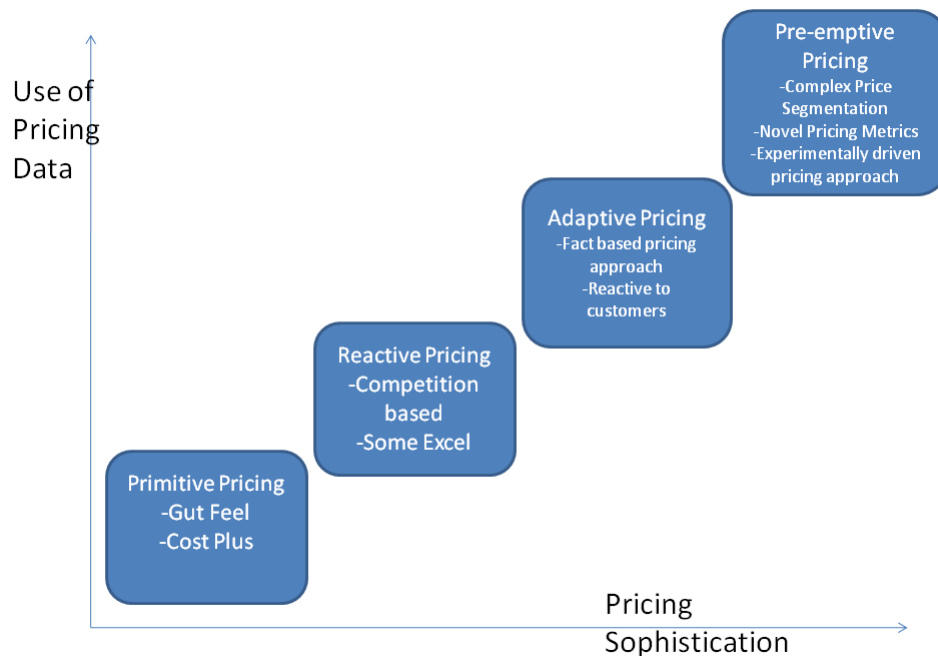 Use of
Pricing
Data
Pre-emptive
Pricing
-Complex Price
Segmentation
-Novel Pricing Metrics
-Experimentally driven
pricing approach
Adaptive Pricing
-Fact based pricing
approach
-Reactive to
customers
Reactive Pricing
-Competition
based
-Some Excel
Primitive Pricing
-Gut Feel
-Cost Plus
Pricing
Sophistication